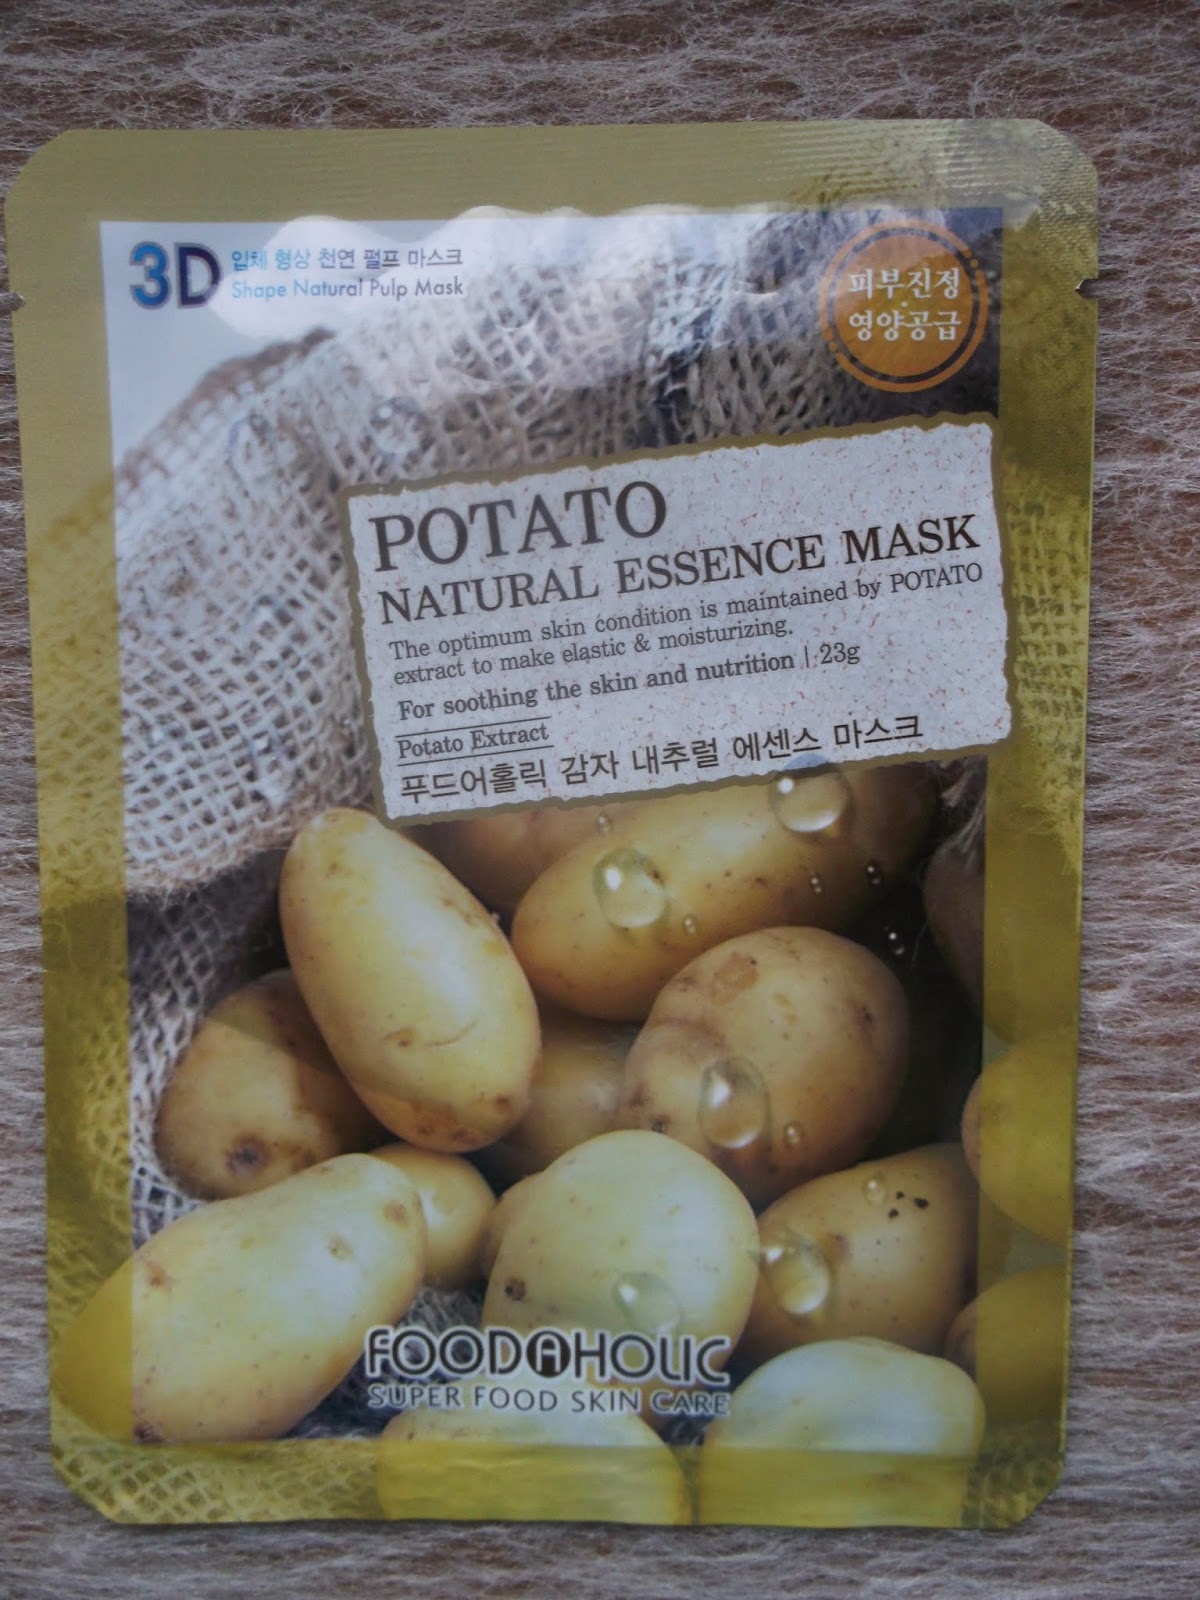 3D 입체 형상 천연 펄프 마스크
Shape Natural Pulp Mask
피부진정
영양공급
POTATO
NATURAL ESSENCE MASK
The optimum skin condition is maintained by POTATO
extract to make elastic & moisturizing.
For soothing the skin and nutrition | 23g
Potato Extract
푸드어홀릭 감자 내추럴 에센스 마스크
FOODAHOLIC
SUPER FOOD SKIN CARE